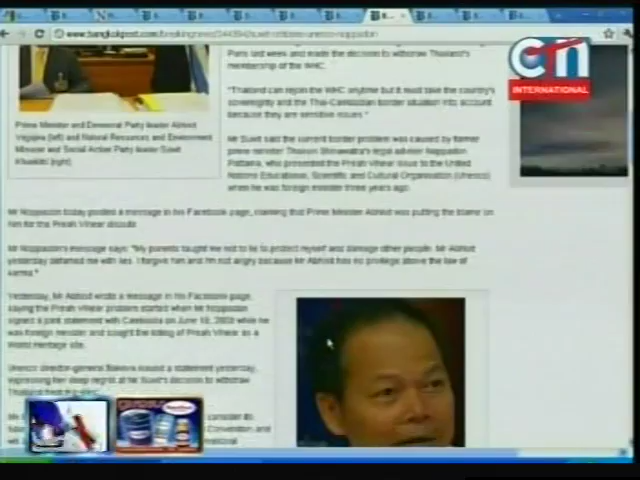 www.bangkokpost.com/breakingnews/
Paris last week and made the decision to withdraw Thailand's
membership of the WHC.
"Thailand can rejoin the WHC anytime but it must take the country's
sovereignty and the Thai-Cambodian border situation into account
because they are sensitive issues."
Prime Minister and Democrat Party leader Abhisit
Vejjajiva (left) and Natural Resources and Environment
Minister and Social Action Party leader Suwit
Khunkitti (right)
Mr Suwit said the current border problem was caused by former
prime minister Thaksin Shinawatra's legal adviser Noppadon
Pattama, who presented the Preah Vihear issue to the United
Nations Educational, Scientific and Cultural Organisation (Unesco)
when he was foreign minister three years ago.
Mr Noppadon today posted a message in his Facebook page, claiming that Prime Minister Abhisit was putting the blame on
him for the Preah Vihear dispute.
Mr Noppadon's message says: "My parents taught me not to lie to protect myself and damage other people. Mr Abhisit
yesterday defamed me with lies. I forgive him and I'm not angry because Mr Abhisit has no privilege above the law of
karma."
Yesterday, Mr Abhisit wrote a message in his Facebook page,
saying the Preah Vihear problem started when Mr Noppadon
signed a joint statement with Cambodia on June 18, 2008 while he
was foreign minister and sought the listing of Preah Vihear as a
World Heritage site.
Unesco director-general Bokova issued a statement yesterday,
expressing her deep regret at Mr Suwit's decision to withdraw
Thailand from the
consider its
Convention and
CTN
INTERNATIONAL